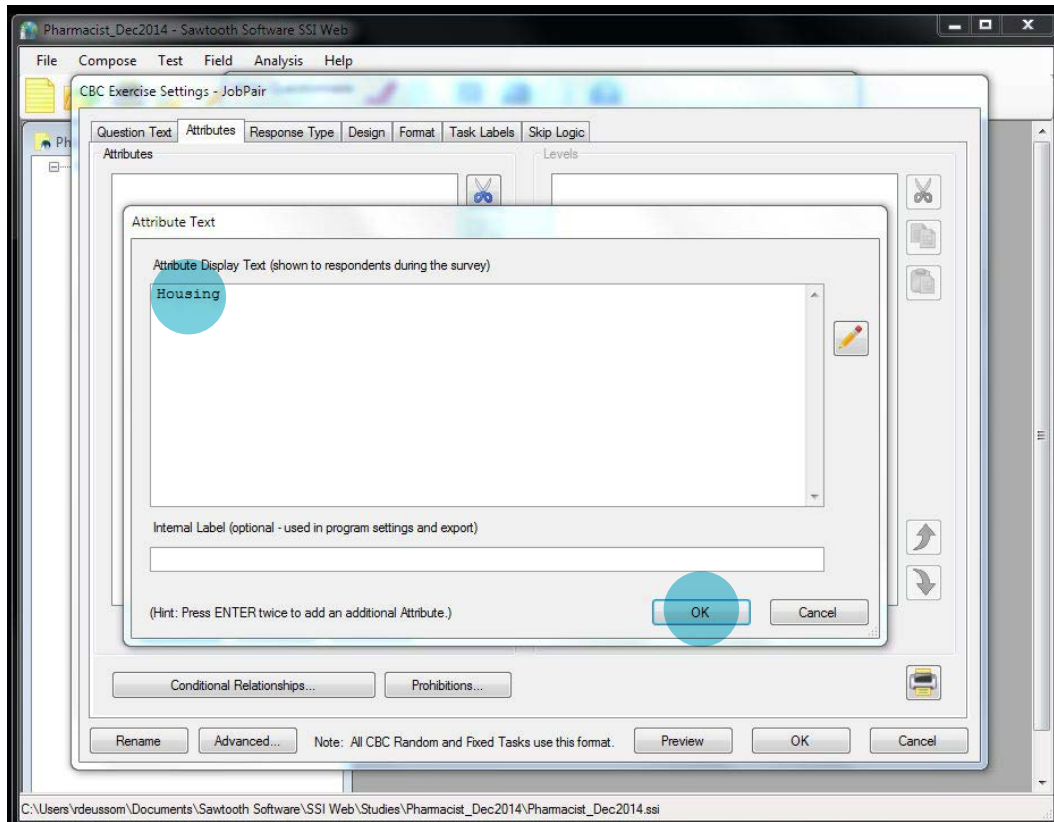 Pharmacist_Dec2014 - Sawtooth Software SSI Web
File Compose Test Field Analysis Help
CBC Exercise Settings - JobPair
Question Text Attributes Response Type Design Format Task Labels Skip Logic
Ph
Attributes
Levels
Attribute Text
Attribute Display Text (shown to respondents during the survey)
Housing
Internal Label (optional - used in program settings and export)
(Hint: Press ENTER twice to add an additional Attribute.)
OK Cancel
Conditional Relationships... Prohibitions...
Rename Advanced... Note: All CBC Random and Fixed Tasks use this format. Preview OK Cancel
C:\Users\rdeussom\Documents\Sawtooth Software\SSI Web\Studies\Pharmacist_Dec2014\Pharmacist_Dec2014.ssi